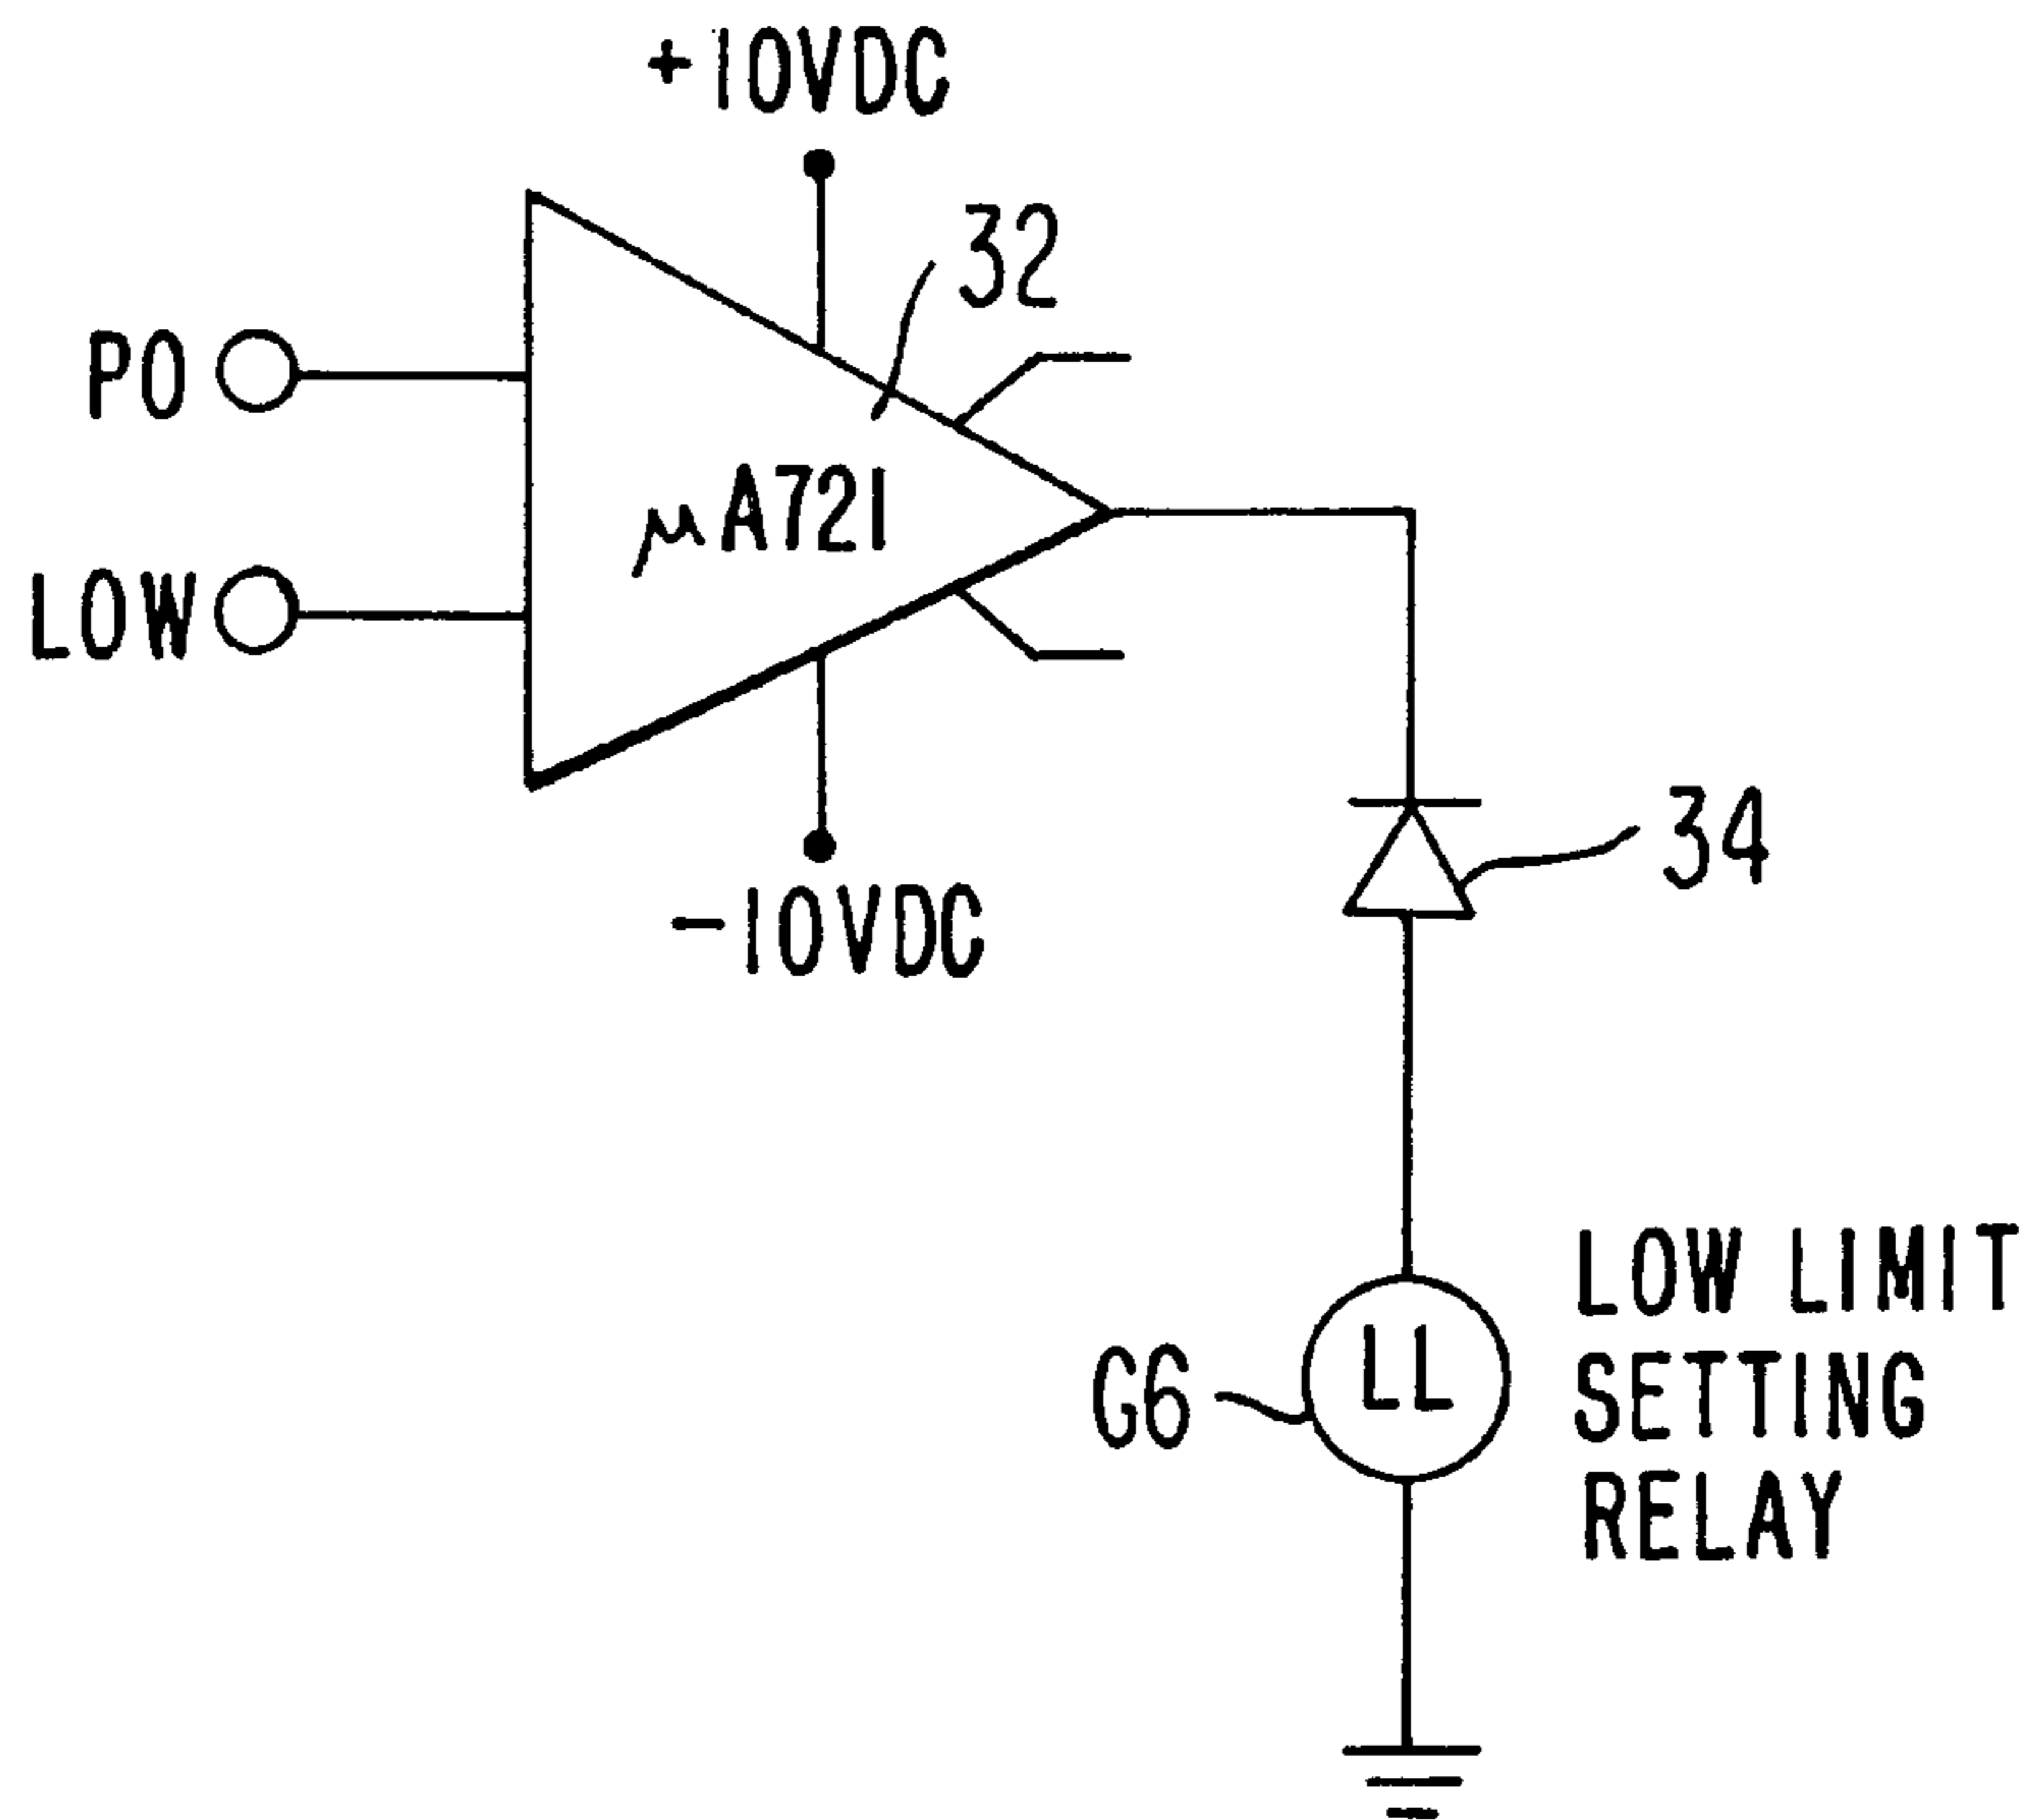 +10VDC
32
PO
μA721
LOW
-10VDC
34
LOW LIMIT
SETTING
RELAY
G6
LL